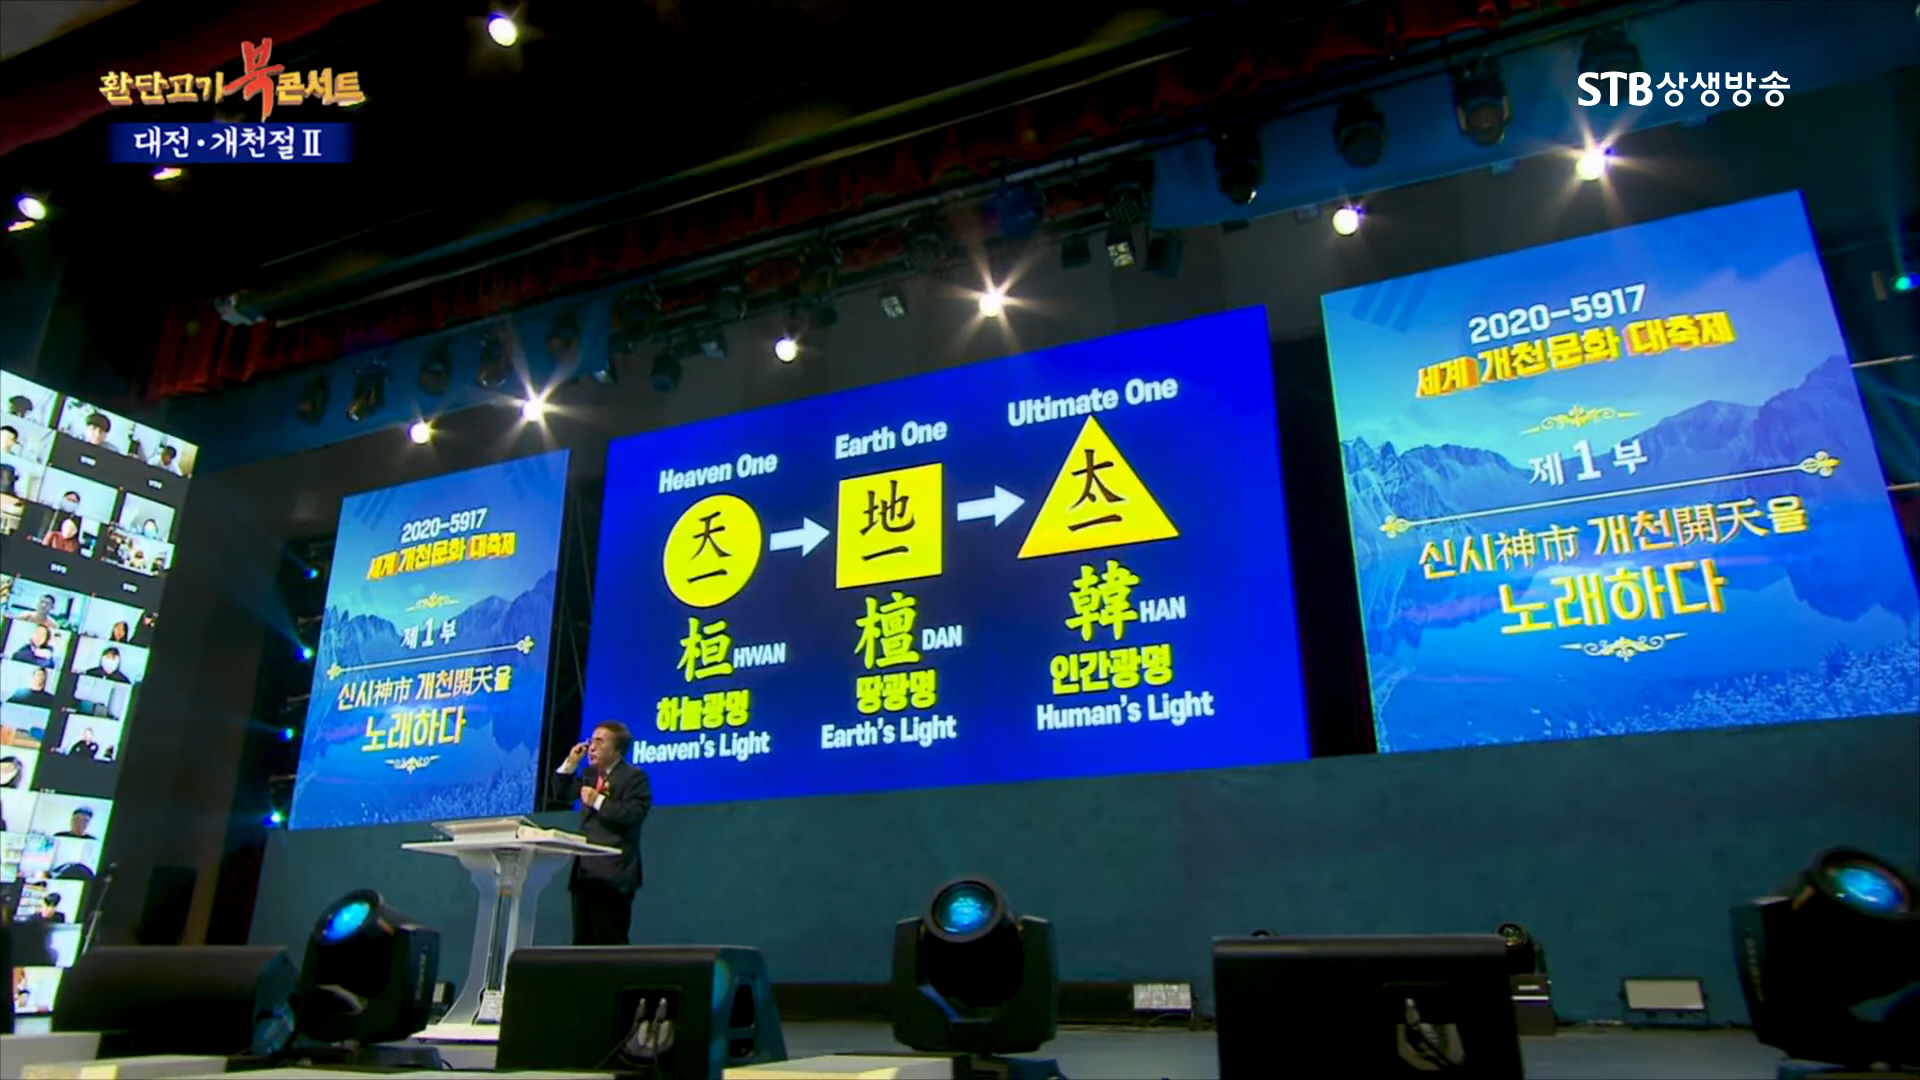 환단고기 북콘서트
대전·개천절Ⅱ
STB상생방송
2020-5917
세계 개천문화 대축제
제1부
신시神市 개천開天을
노래하다
Heaven One
Earth One
Ultimate One
天一
地一
太一
桓 HWAN
檀 DAN
韓 HAN
하늘광명
땅광명
인간광명
Heaven's Light
Earth's Light
Human's Light
2020-5917
세계 개천문화 대축제
제1부
신시神市 개천開天을
노래하다